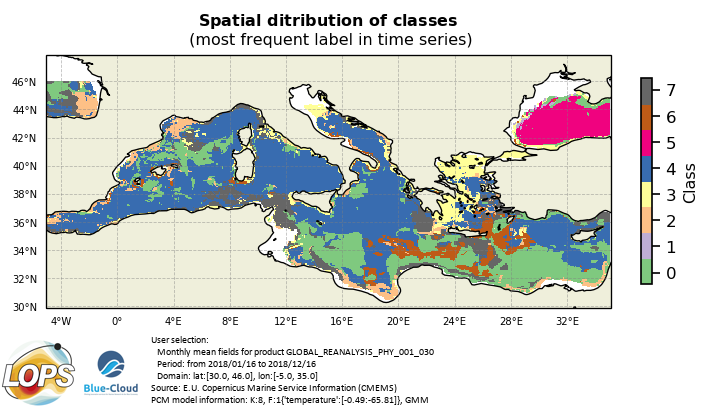 Spatial ditribution of classes
(most frequent label in time series)
46°N
44°N
42°N
40°N
38°N
36°N
34°N
32°N
30°N
4°W 0° 4°E 8°E 12°E 16°E 20°E 24°E 28°E 32°E
7
6
5
4
3
2
1
0
Class
LOPS
Blue-Cloud
User selection:
Monthly mean fields for product GLOBAL_REANALYSIS_PHY_001_030
Period: from 2018/01/16 to 2018/12/16
Domain: lat:[30.0, 46.0], lon:[-5.0, 35.0]
Source: E.U. Copernicus Marine Service Information (CMEMS)
PCM model information: K:8, F:1{'temperature':[-0.49:-65.81]}, GMM